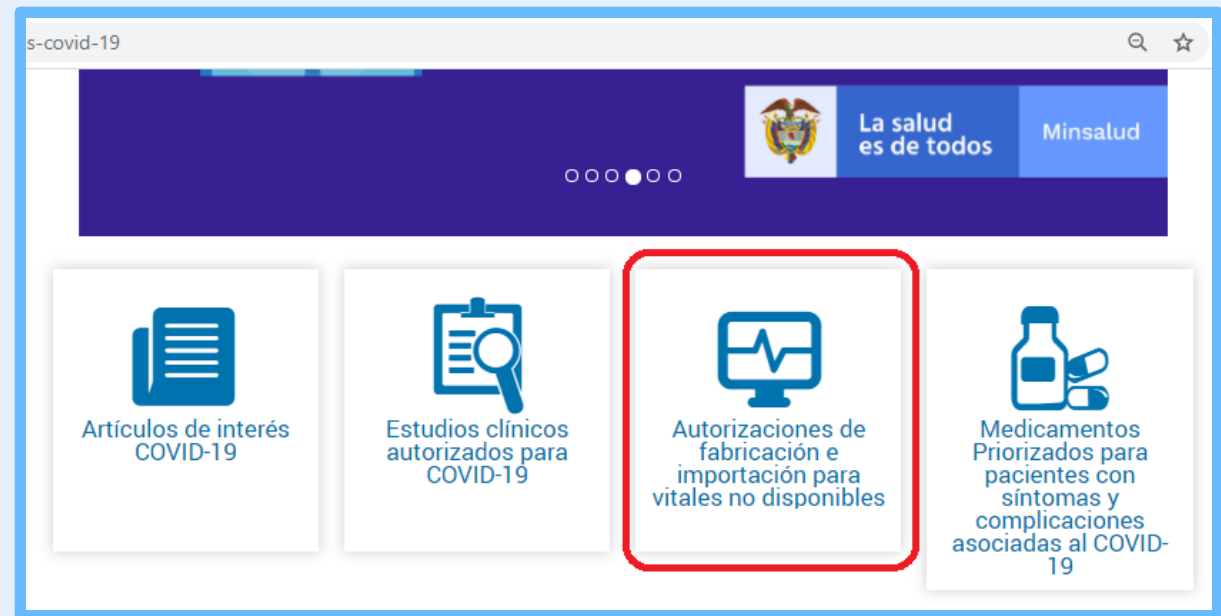 s-covid-19
La salud
es de todos
Minsalud
Artículos de interés
COVID-19
Estudios clínicos
autorizados para
COVID-19
Autorizaciones de
fabricación e
importación para
vitales no disponibles
Medicamentos
Priorizados para
pacientes con
síntomas y
complicaciones
asociadas al COVID-
19